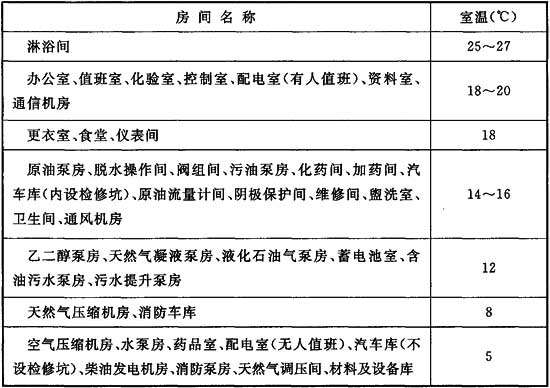 房间名称 室温(℃)
淋浴间 25～27
办公室、值班室、化验室、控制室、配电室(有人值班)、资料室、
通信机房 18～20
更衣室、食堂、仪表间 18
原油泵房、脱水操作间、阀组间、污油泵房、化药间、加药间、汽
车库(内设检修坑)、原油流量计间、阴极保护间、维修间、盥洗室、
卫生间、通风机房 14～16
乙二醇泵房、天然气凝液泵房、液化石油气泵房、蓄电池室、含
油污水泵房、污水提升泵房 12
天然气压缩机房、消防车库 8
空气压缩机房、水泵房、药品室、配电室(无人值班)、汽车库(不
设检修坑)、柴油发电机房、消防泵房、天然气调压间、材料及设备库 5